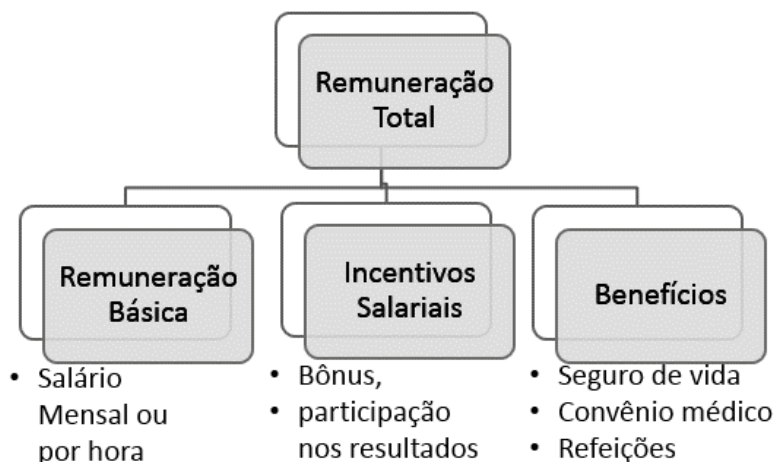 Remuneração
Total
Remuneração
Básica
Incentivos
Salariais
Benefícios
• Salário
Mensal ou
por hora
• Bônus,
• participação
nos resultados
• Seguro de vida
• Convênio médico
• Refeições